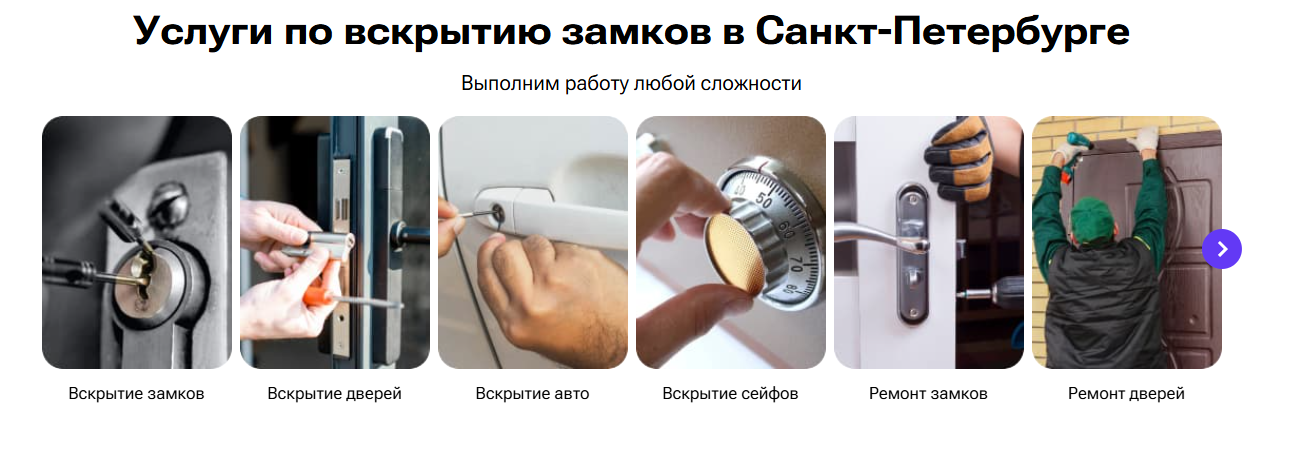 Услуги по вскрытию замков в Санкт-Петербурге
Выполним работу любой сложности
50
60
70
80
Вскрытие замков
Вскрытие дверей
Вскрытие авто
Вскрытие сейфов
Ремонт замков
Ремонт дверей